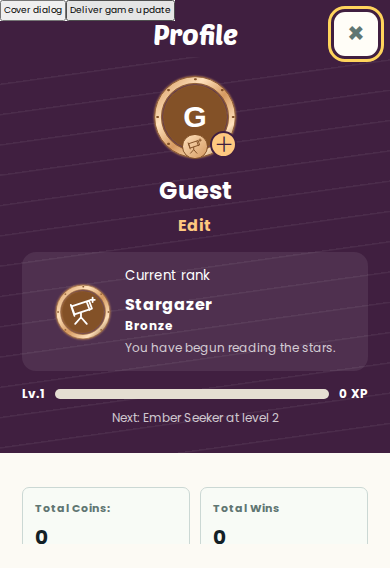 Cover dialog Deliver game update
Profile
G
Guest
Edit
Current rank
Stargazer
Bronze
You have begun reading the stars.
Lv.1 0 XP
Next: Ember Seeker at level 2
Total Coins: Total Wins
0 0